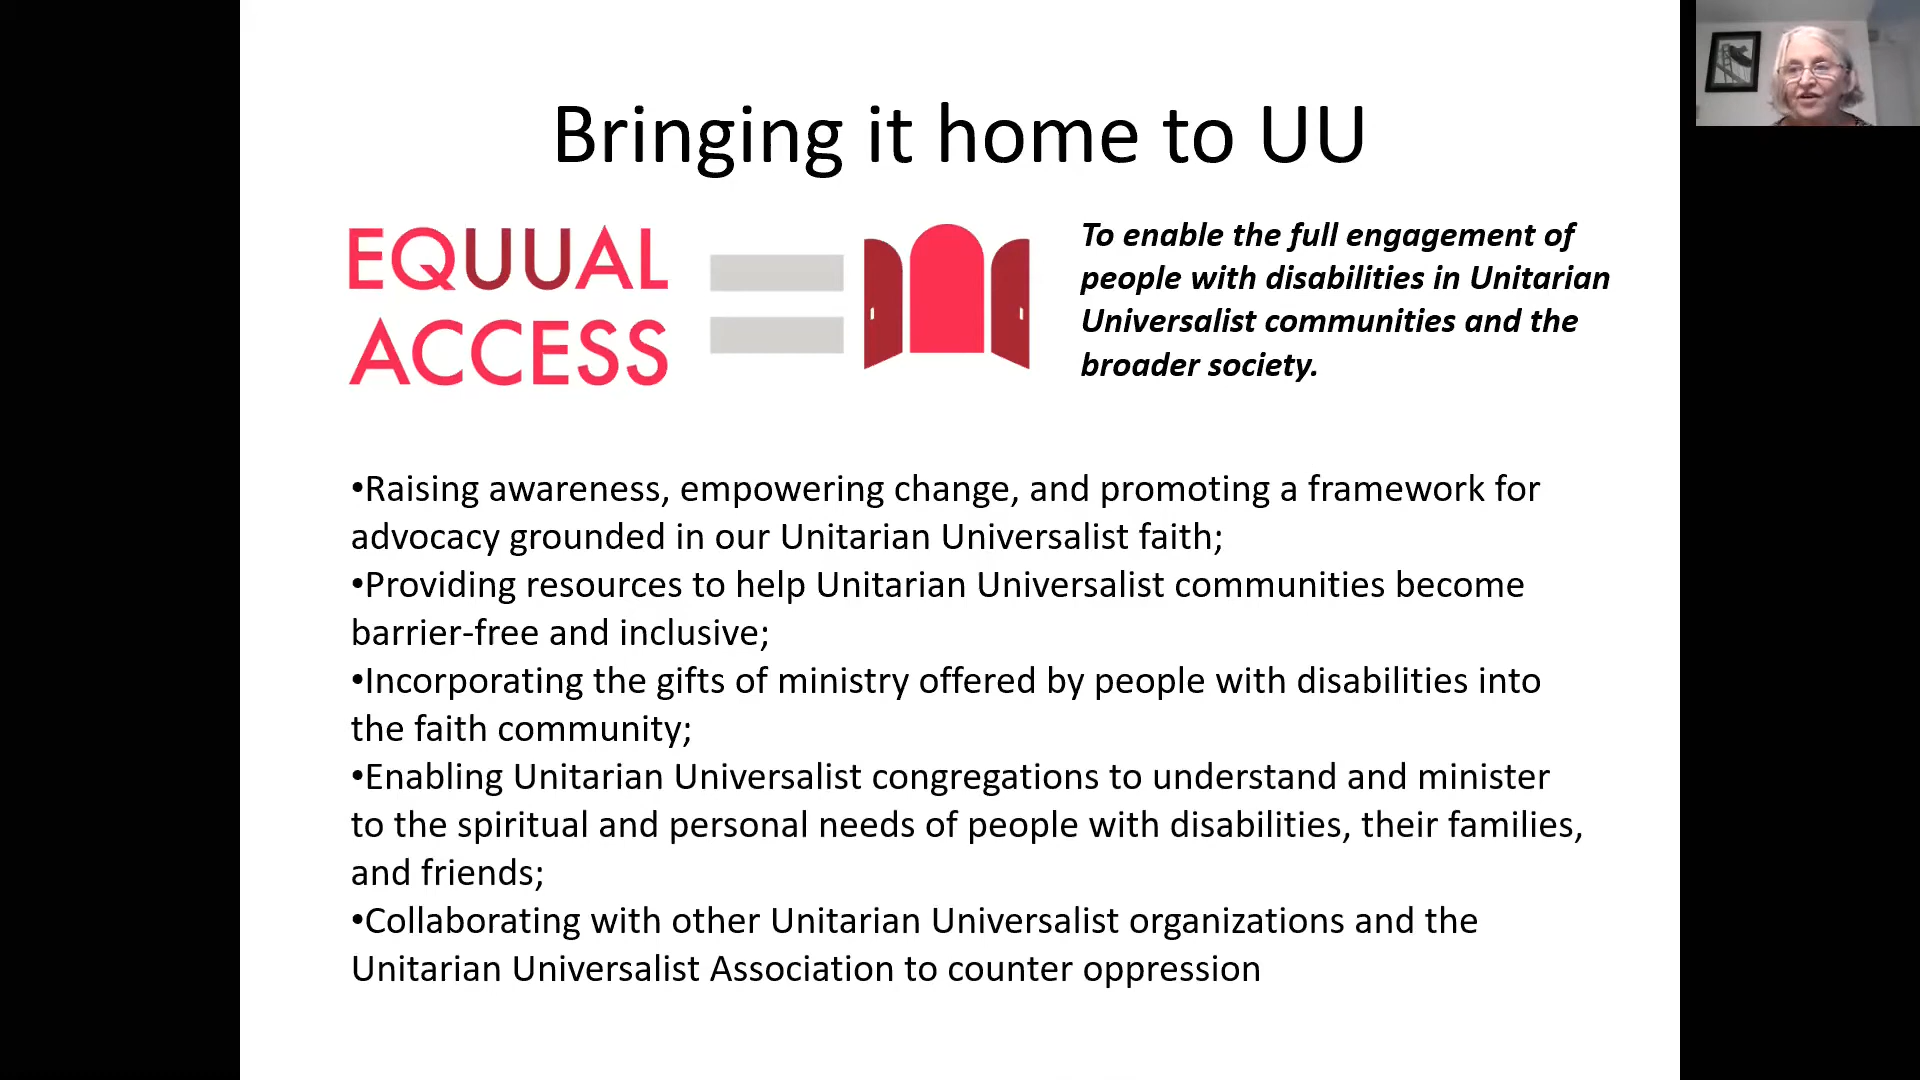 Bringing it home to UU
EQUUAL
ACCESS
To enable the full engagement of
people with disabilities in Unitarian
Universalist communities and the
broader society.
•Raising awareness, empowering change, and promoting a framework for
advocacy grounded in our Unitarian Universalist faith;
•Providing resources to help Unitarian Universalist communities become
barrier-free and inclusive;
•Incorporating the gifts of ministry offered by people with disabilities into
the faith community;
•Enabling Unitarian Universalist congregations to understand and minister
to the spiritual and personal needs of people with disabilities, their families,
and friends;
•Collaborating with other Unitarian Universalist organizations and the
Unitarian Universalist Association to counter oppression